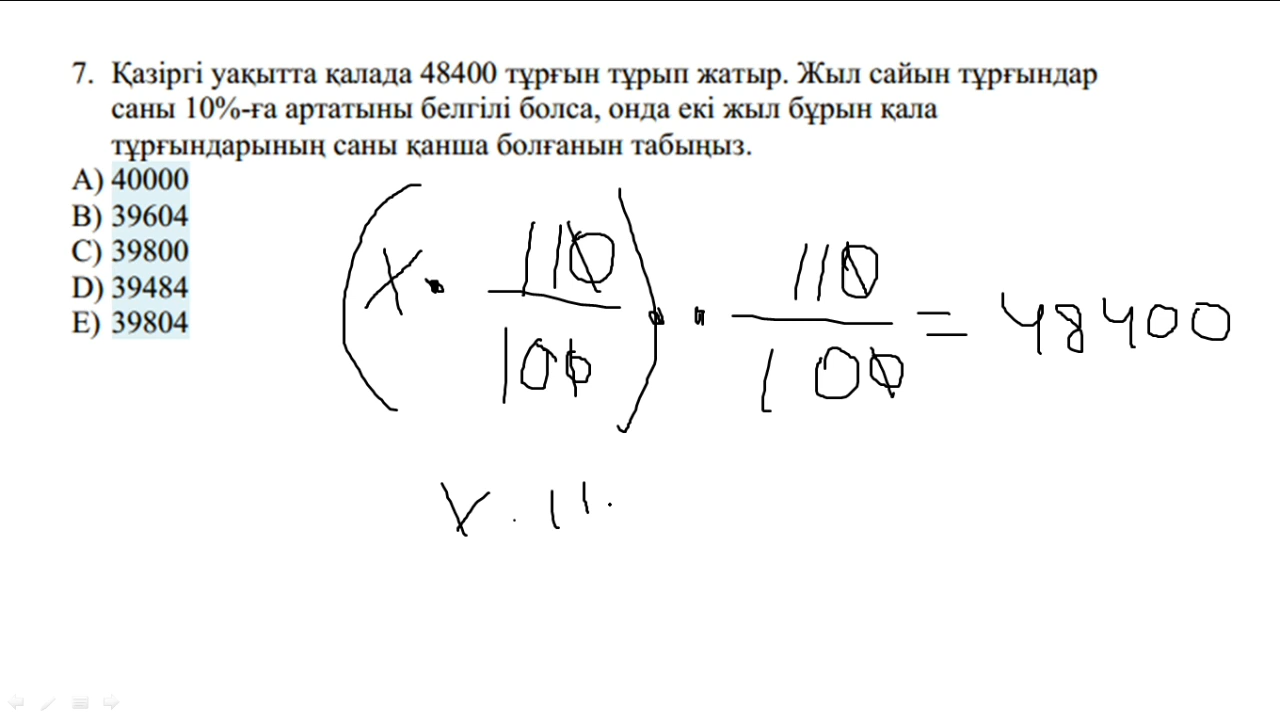 7. Қазіргі уақытта қалада 48400 тұрғын тұрып жатыр. Жыл сайын тұрғындар
саны 10%-ға артатыны белгілі болса, онда екі жыл бұрын қала
тұрғындарының саны қанша болғанын табыңыз.
A) 40000
B) 39604
C) 39800
D) 39484
E) 39804
(x · 110/100) · 110/100 = 48400
x · 11 ·